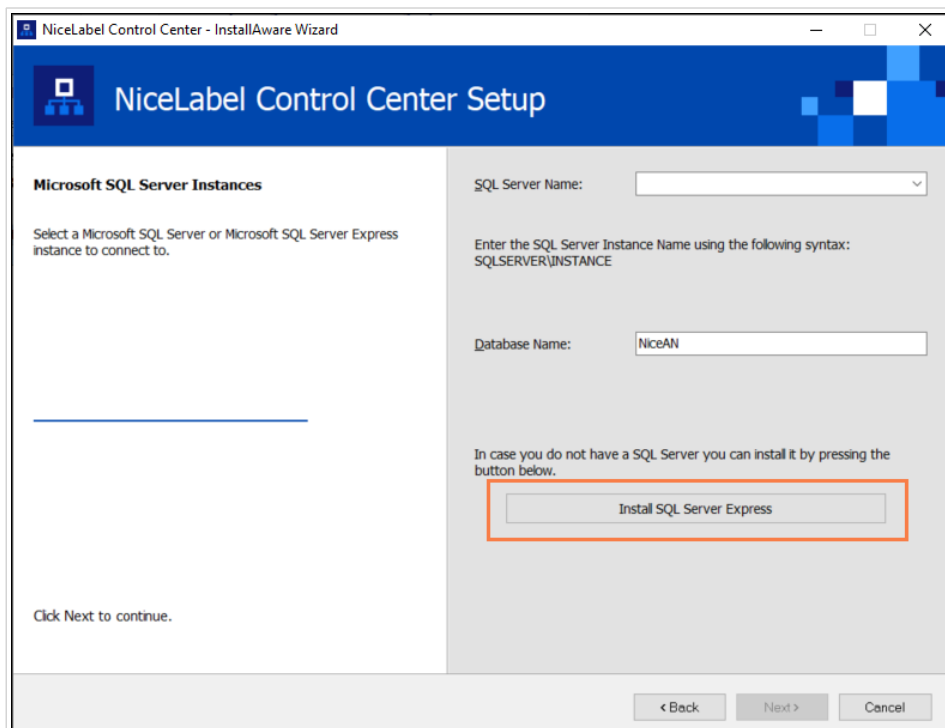 NiceLabel Control Center - InstallAware Wizard
NiceLabel Control Center Setup
Microsoft SQL Server Instances
Select a Microsoft SQL Server or Microsoft SQL Server Express
instance to connect to.
Click Next to continue.
SQL Server Name:
Enter the SQL Server Instance Name using the following syntax:
SQLSERVER\INSTANCE
Database Name:
NiceAN
In case you do not have a SQL Server you can install it by pressing the
button below.
Install SQL Server Express
< Back
Next >
Cancel